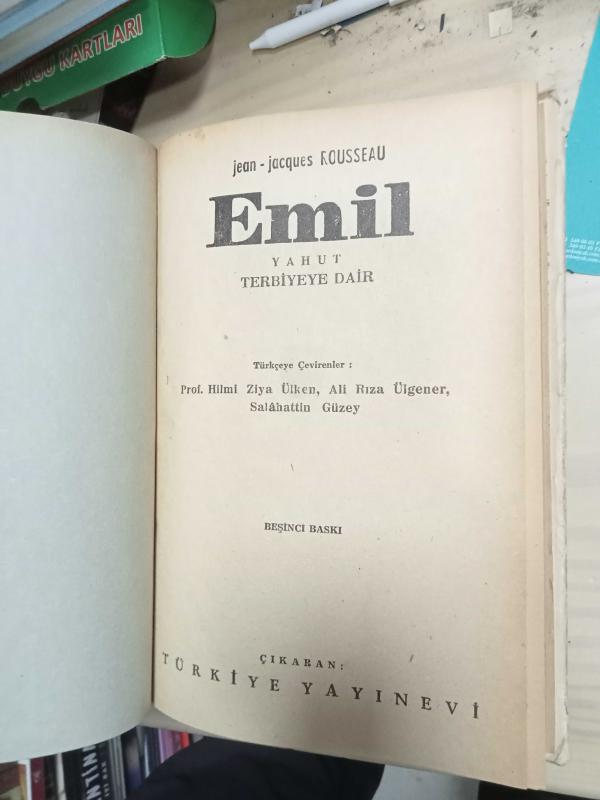 DUYGU KARTLARI
jean - jacques ROUSSEAU
Emil
YAHUT
TERBİYEYE DAİR
Türkçeye Çevirenler :
Prof. Hilmi Ziya Ülken, Ali Rıza Ülgener,
Salâhattin Güzey
BEŞİNCİ BASKI
ÇIKARAN:
TÜRKİYE YAYINEVİ